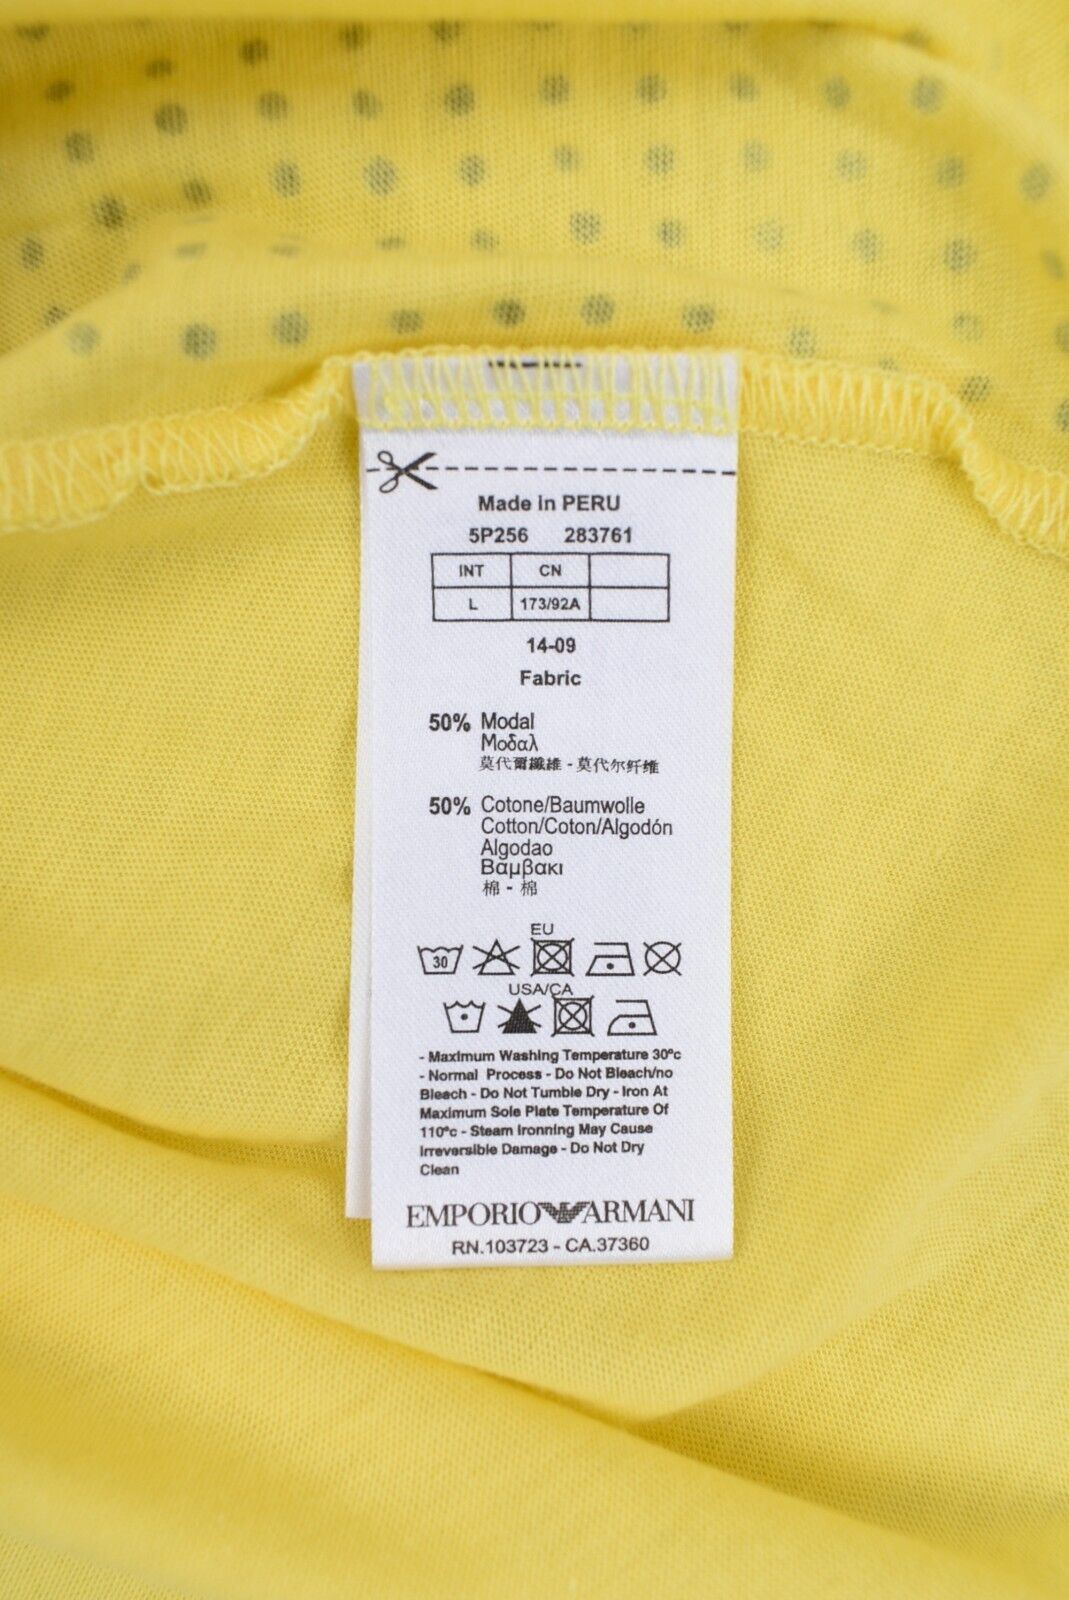 Made in PERU
5P256 283761
INT CN
L 173/92A
14-09
Fabric
50% Modal
Μοδαλ
莫代爾纖維 - 莫代尔纤维
50% Cotone/Baumwolle
Cotton/Coton/Algodón
Algodao
Βαμβακι
棉 - 棉
EU
30
USA/CA
- Maximum Washing Temperature 30ºc
- Normal Process - Do Not Bleach/no
Bleach - Do Not Tumble Dry - Iron At
Maximum Sole Plate Temperature Of
110ºc - Steam Ironning May Cause
Irreversible Damage - Do Not Dry
Clean
EMPORIO ARMANI
RN.103723 - CA.37360